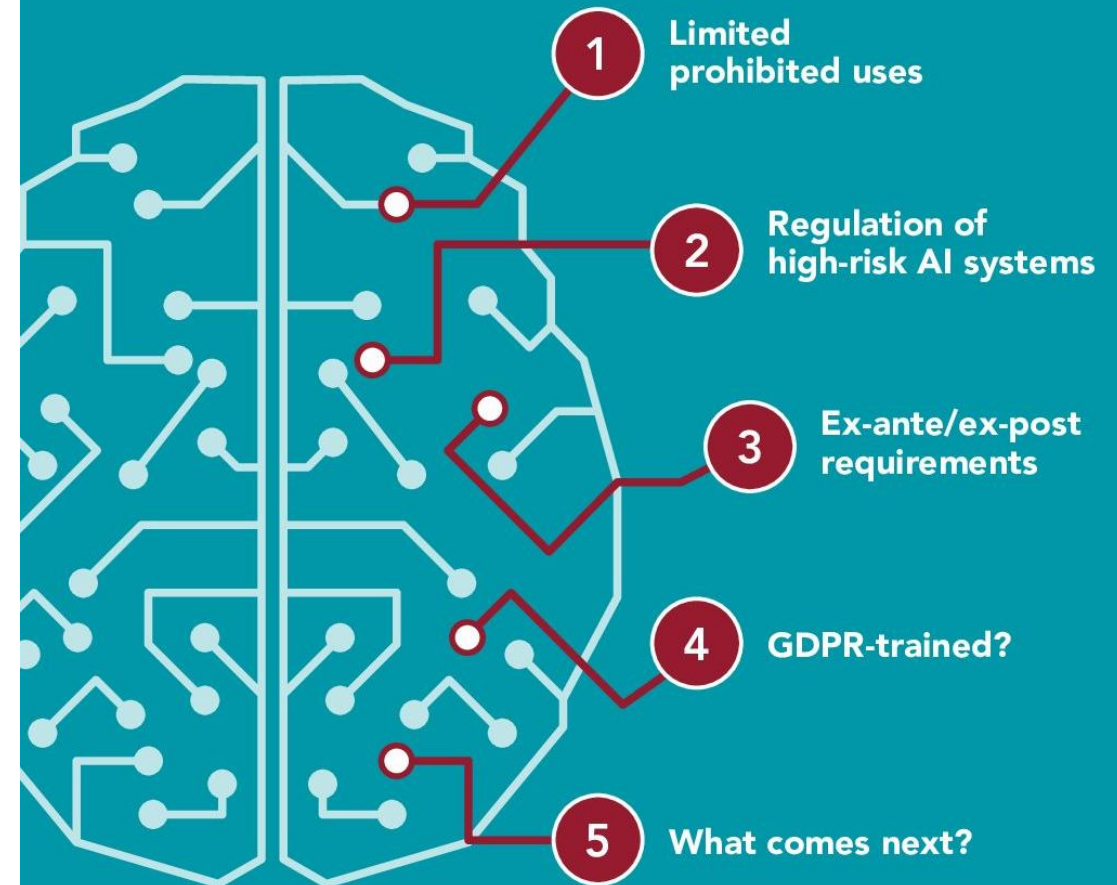 1
Limited
prohibited uses
2
Regulation of
high-risk AI systems
3
Ex-ante/ex-post
requirements
4
GDPR-trained?
5
What comes next?